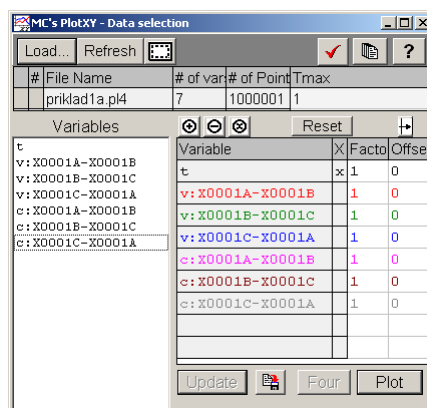 MC's PlotXY - Data selection
Load... Refresh ?
# File Name # of var: # of Point Tmax
priklad1a.pl4 7 1000001 1
Variables Reset
t
v:X0001A-X0001B
v:X0001B-X0001C
v:X0001C-X0001A
c:X0001A-X0001B
c:X0001B-X0001C
c:X0001C-X0001A
Variable X Facto Offse
t x 1 0
v:X0001A-X0001B 1 0
v:X0001B-X0001C 1 0
v:X0001C-X0001A 1 0
c:X0001A-X0001B 1 0
c:X0001B-X0001C 1 0
c:X0001C-X0001A 1 0
Update Four Plot